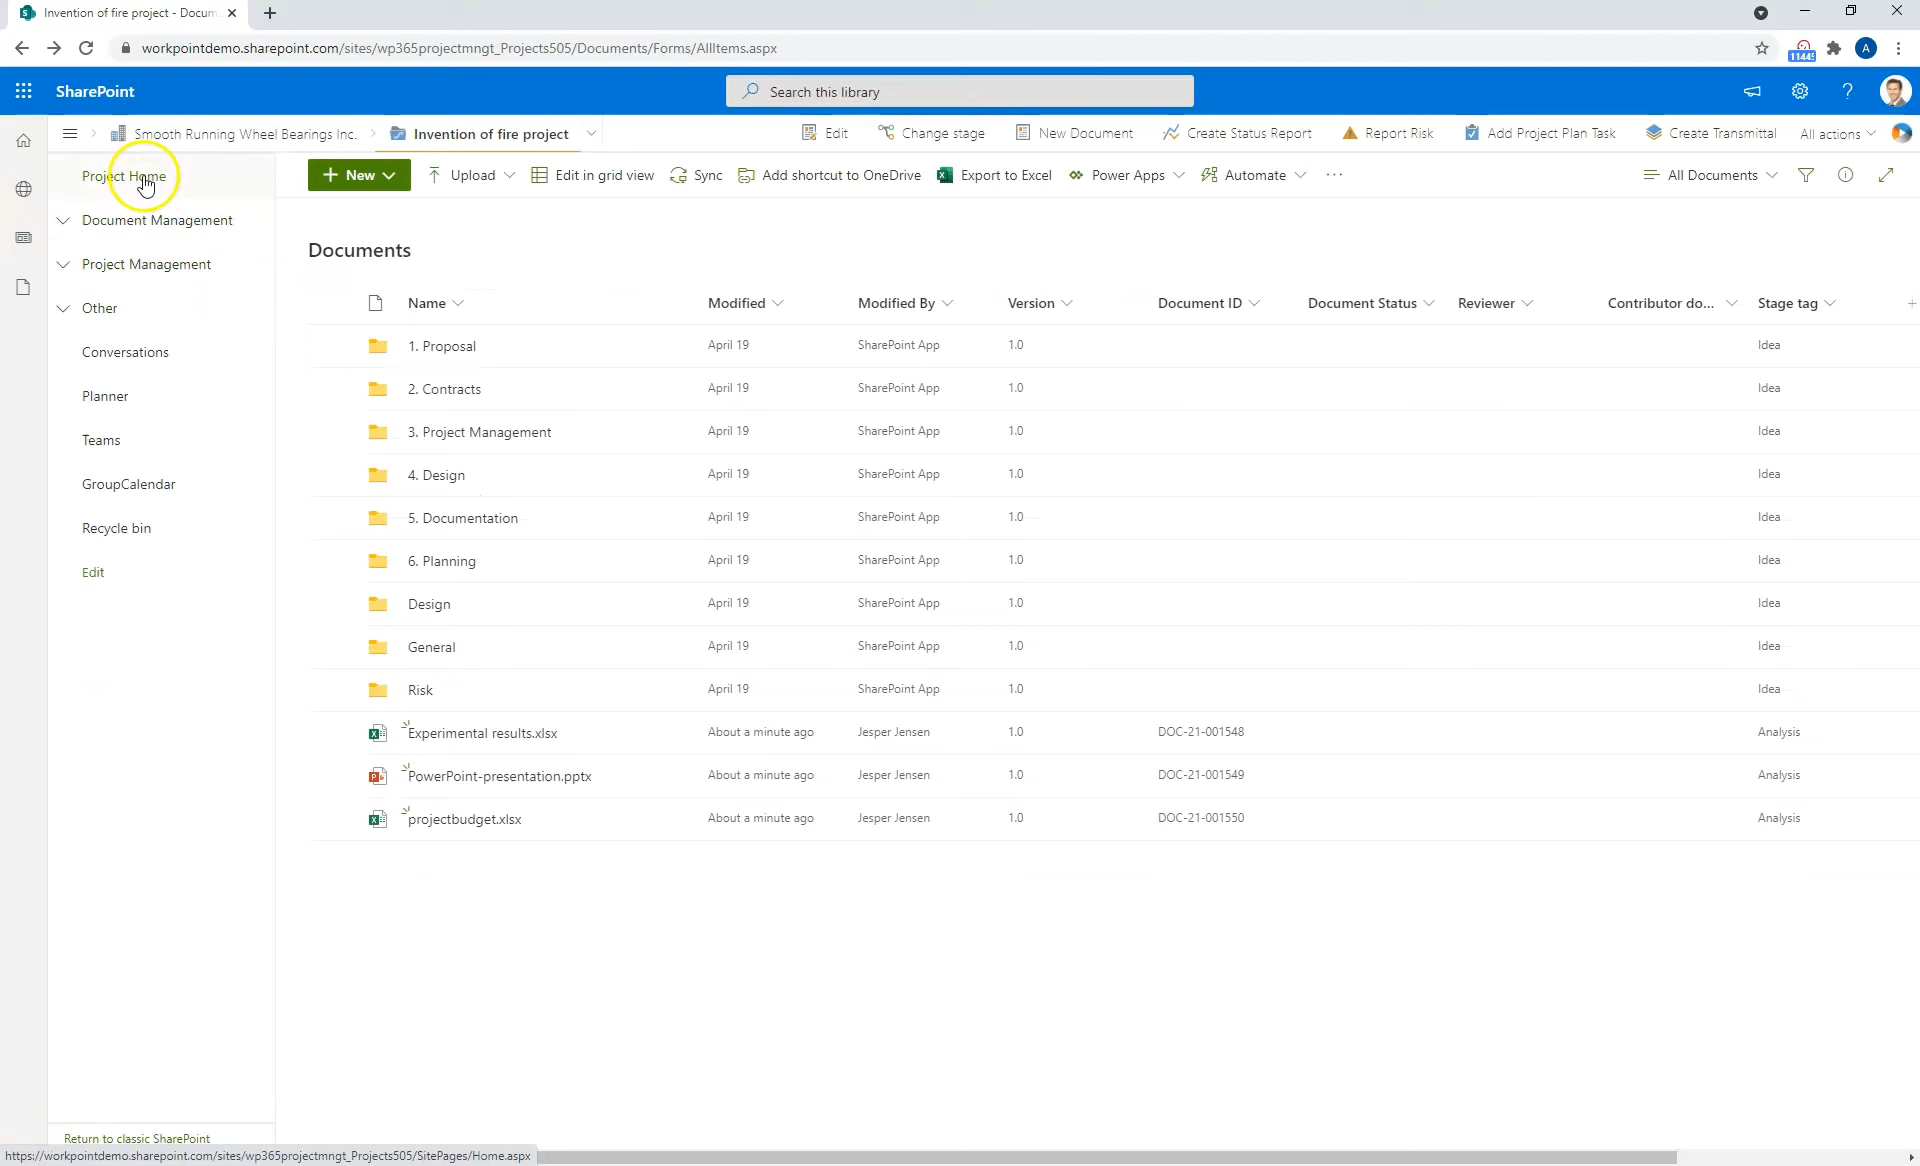 Invention of fire project - Docum
workpointdemo.sharepoint.com/sites/wp365projectmngt_Projects505/Documents/Forms/AllItems.aspx
11445
A
SharePoint
Search this library
Smooth Running Wheel Bearings Inc.
Invention of fire project
Edit
Change stage
New Document
Create Status Report
Report Risk
Add Project Plan Task
Create Transmittal
All actions
Project Home
Document Management
Project Management
Other
Conversations
Planner
Teams
GroupCalendar
Recycle bin
Edit
Return to classic SharePoint
New
Upload
Edit in grid view
Sync
Add shortcut to OneDrive
Export to Excel
Power Apps
Automate
...
All Documents
Documents
Name Modified Modified By Version Document ID Document Status Reviewer Contributor do... Stage tag
1. Proposal April 19 SharePoint App 1.0 Idea
2. Contracts April 19 SharePoint App 1.0 Idea
3. Project Management April 19 SharePoint App 1.0 Idea
4. Design April 19 SharePoint App 1.0 Idea
5. Documentation April 19 SharePoint App 1.0 Idea
6. Planning April 19 SharePoint App 1.0 Idea
Design April 19 SharePoint App 1.0 Idea
General April 19 SharePoint App 1.0 Idea
Risk April 19 SharePoint App 1.0 Idea
Experimental results.xlsx About a minute ago Jesper Jensen 1.0 DOC-21-001548 Analysis
PowerPoint-presentation.pptx About a minute ago Jesper Jensen 1.0 DOC-21-001549 Analysis
projectbudget.xlsx About a minute ago Jesper Jensen 1.0 DOC-21-001550 Analysis
https://workpointdemo.sharepoint.com/sites/wp365projectmngt_Projects505/SitePages/Home.aspx